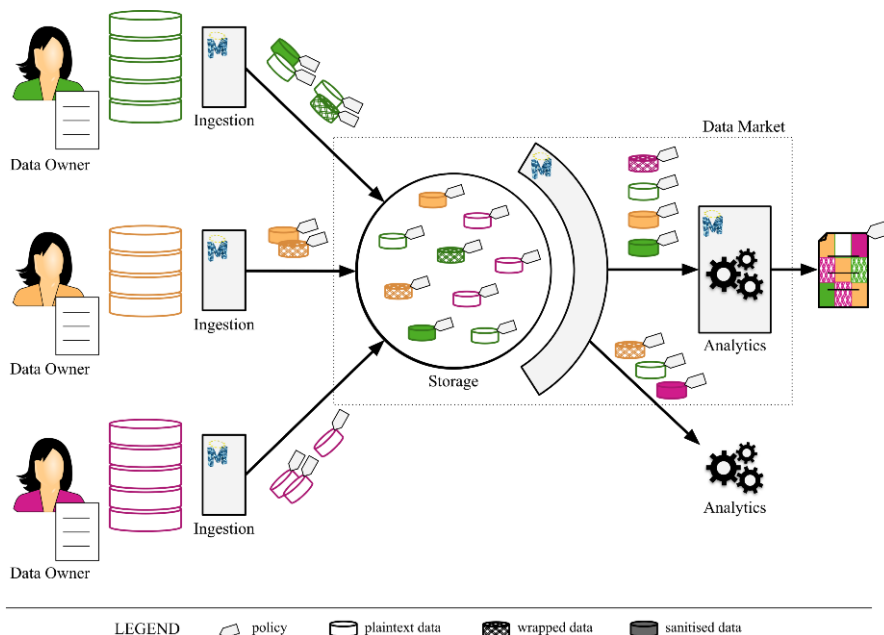 Data Owner
Ingestion
Data Market
Data Owner
Ingestion
Storage
Analytics
Data Owner
Ingestion
Analytics
LEGEND policy plaintext data wrapped data sanitised data